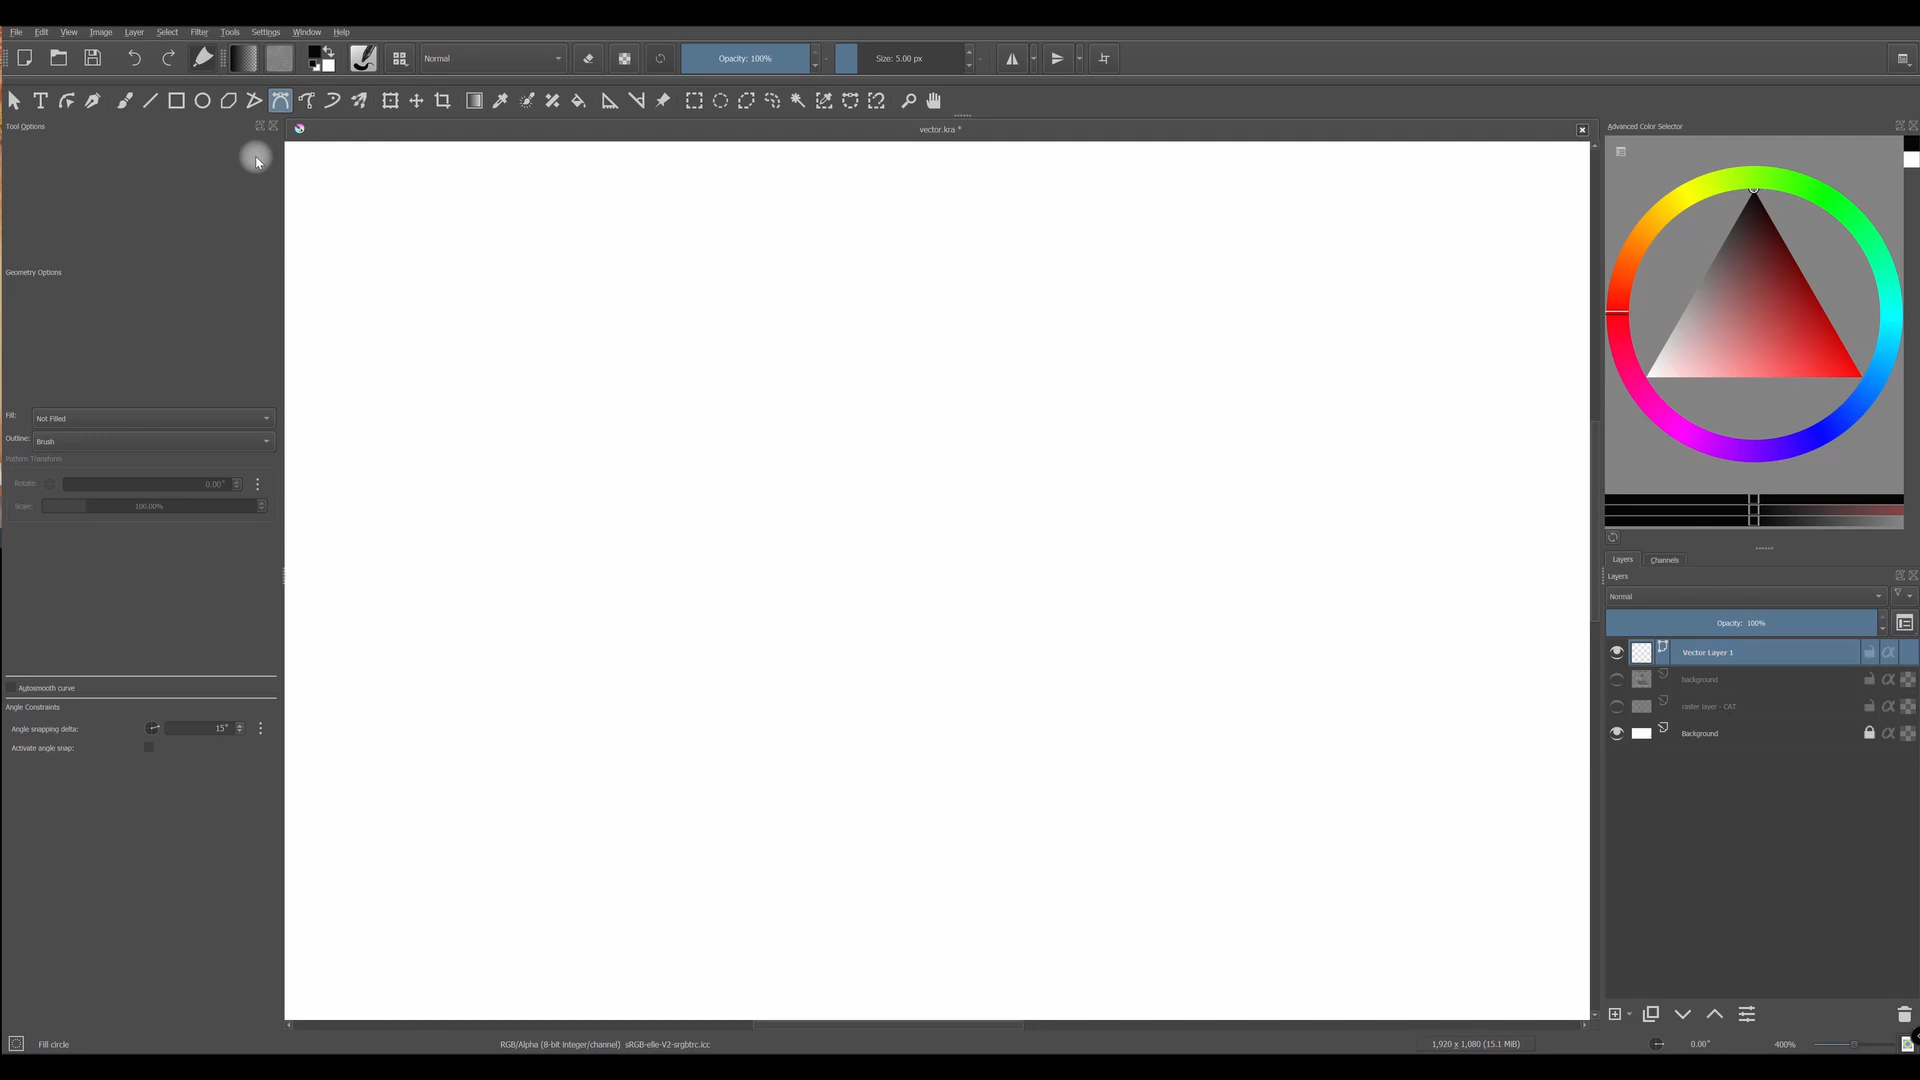 File Edit View Image Layer Select Filter Tools Settings Window Help
Normal Opacity: 100% Size: 5.00 px
Tool Options
vector.kra *
Advanced Color Selector
Geometry Options
Fill: Not Filled
Outline: Brush
Pattern Transform
Rotate: 0.00°
Scale: 100.00%
Autosmooth curve
Angle Constraints
Angle snapping delta: 15°
Activate angle snap:
Layers Channels
Layers
Normal
Opacity: 100%
Vector Layer 1
background
raster layer - CAT
Background
Fill circle
RGB/Alpha (8-bit integer/channel) sRGB-elle-V2-srgbtrc.icc
1,920 x 1,080 (15.1 MiB)
0.00°
400%